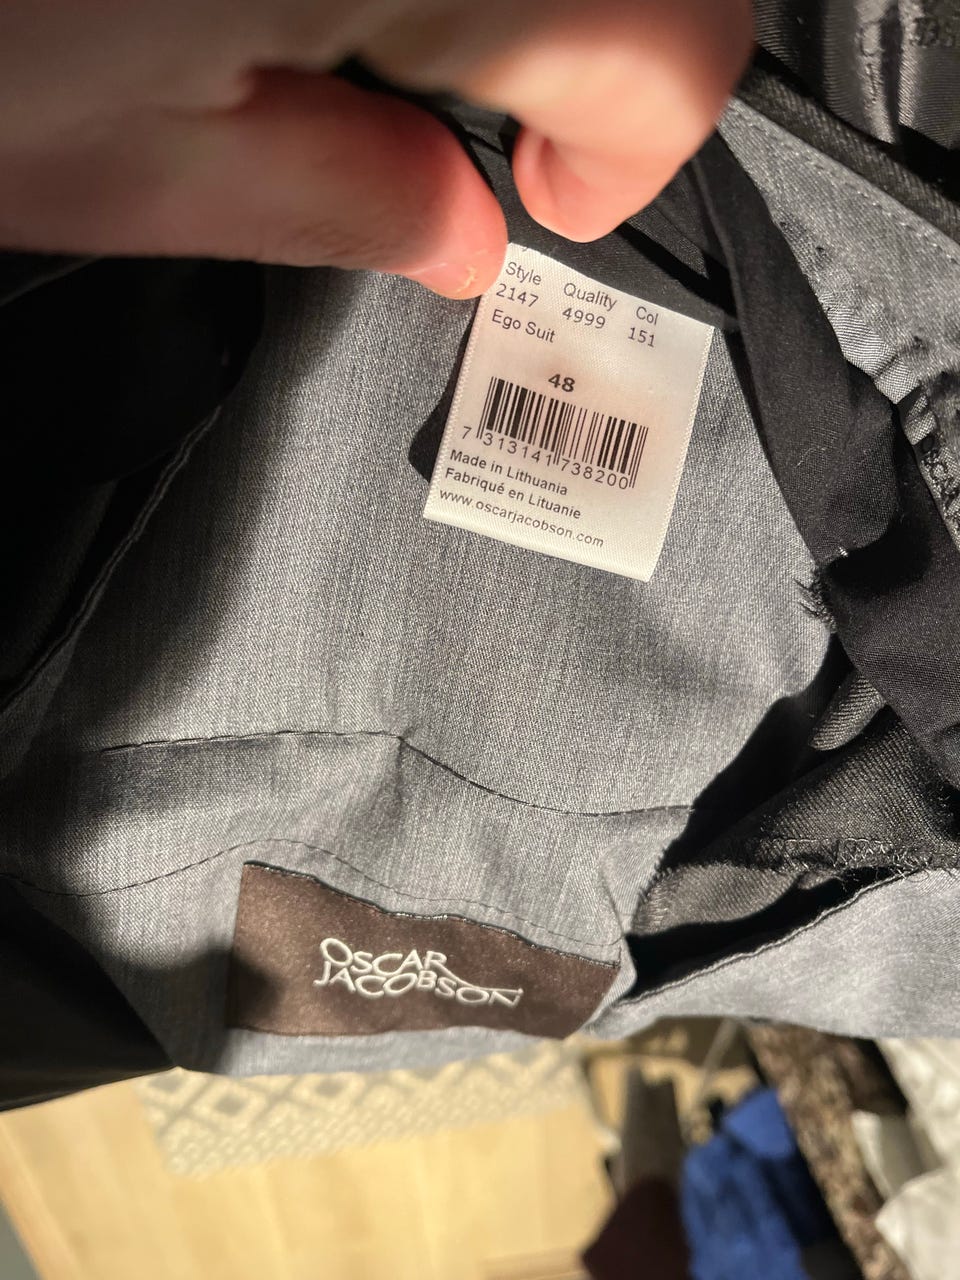 Style Quality Col
2147 4999 151
Ego Suit
48
7 313141 738200
Made in Lithuania
Fabriqué en Lituanie
www.oscarjacobson.com
OSCAR
JACOBSON